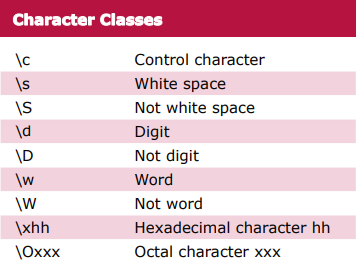 Character Classes
\c Control character
\s White space
\S Not white space
\d Digit
\D Not digit
\w Word
\W Not word
\xhh Hexadecimal character hh
\Oxxx Octal character xxx